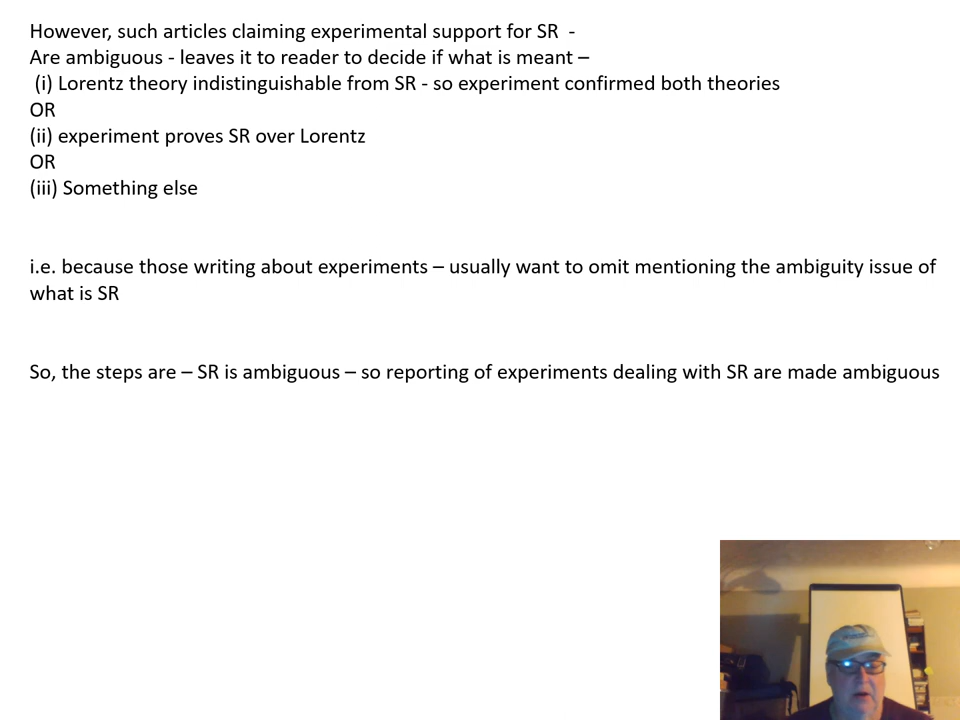 However, such articles claiming experimental support for SR -
Are ambiguous - leaves it to reader to decide if what is meant –
(i) Lorentz theory indistinguishable from SR - so experiment confirmed both theories
OR
(ii) experiment proves SR over Lorentz
OR
(iii) Something else
i.e. because those writing about experiments – usually want to omit mentioning the ambiguity issue of
what is SR
So, the steps are – SR is ambiguous – so reporting of experiments dealing with SR are made ambiguous